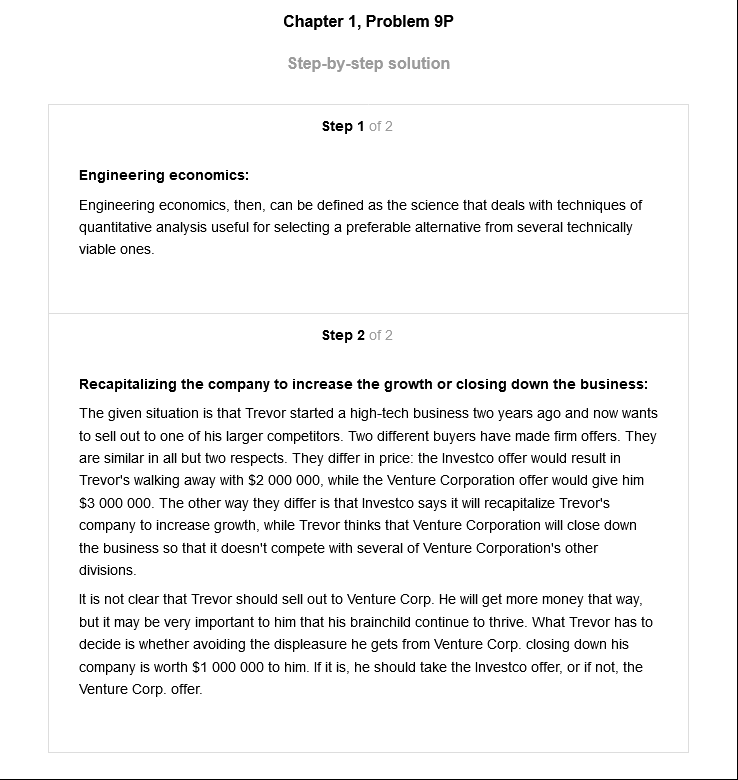 Chapter 1, Problem 9P
Step-by-step solution
Step 1 of 2
Engineering economics:
Engineering economics, then, can be defined as the science that deals with techniques of
quantitative analysis useful for selecting a preferable alternative from several technically
viable ones.
Step 2 of 2
Recapitalizing the company to increase the growth or closing down the business:
The given situation is that Trevor started a high-tech business two years ago and now wants
to sell out to one of his larger competitors. Two different buyers have made firm offers. They
are similar in all but two respects. They differ in price: the Investco offer would result in
Trevor's walking away with $2 000 000, while the Venture Corporation offer would give him
$3 000 000. The other way they differ is that Investco says it will recapitalize Trevor's
company to increase growth, while Trevor thinks that Venture Corporation will close down
the business so that it doesn't compete with several of Venture Corporation's other
divisions.
It is not clear that Trevor should sell out to Venture Corp. He will get more money that way,
but it may be very important to him that his brainchild continue to thrive. What Trevor has to
decide is whether avoiding the displeasure he gets from Venture Corp. closing down his
company is worth $1 000 000 to him. If it is, he should take the Investco offer, or if not, the
Venture Corp. offer.